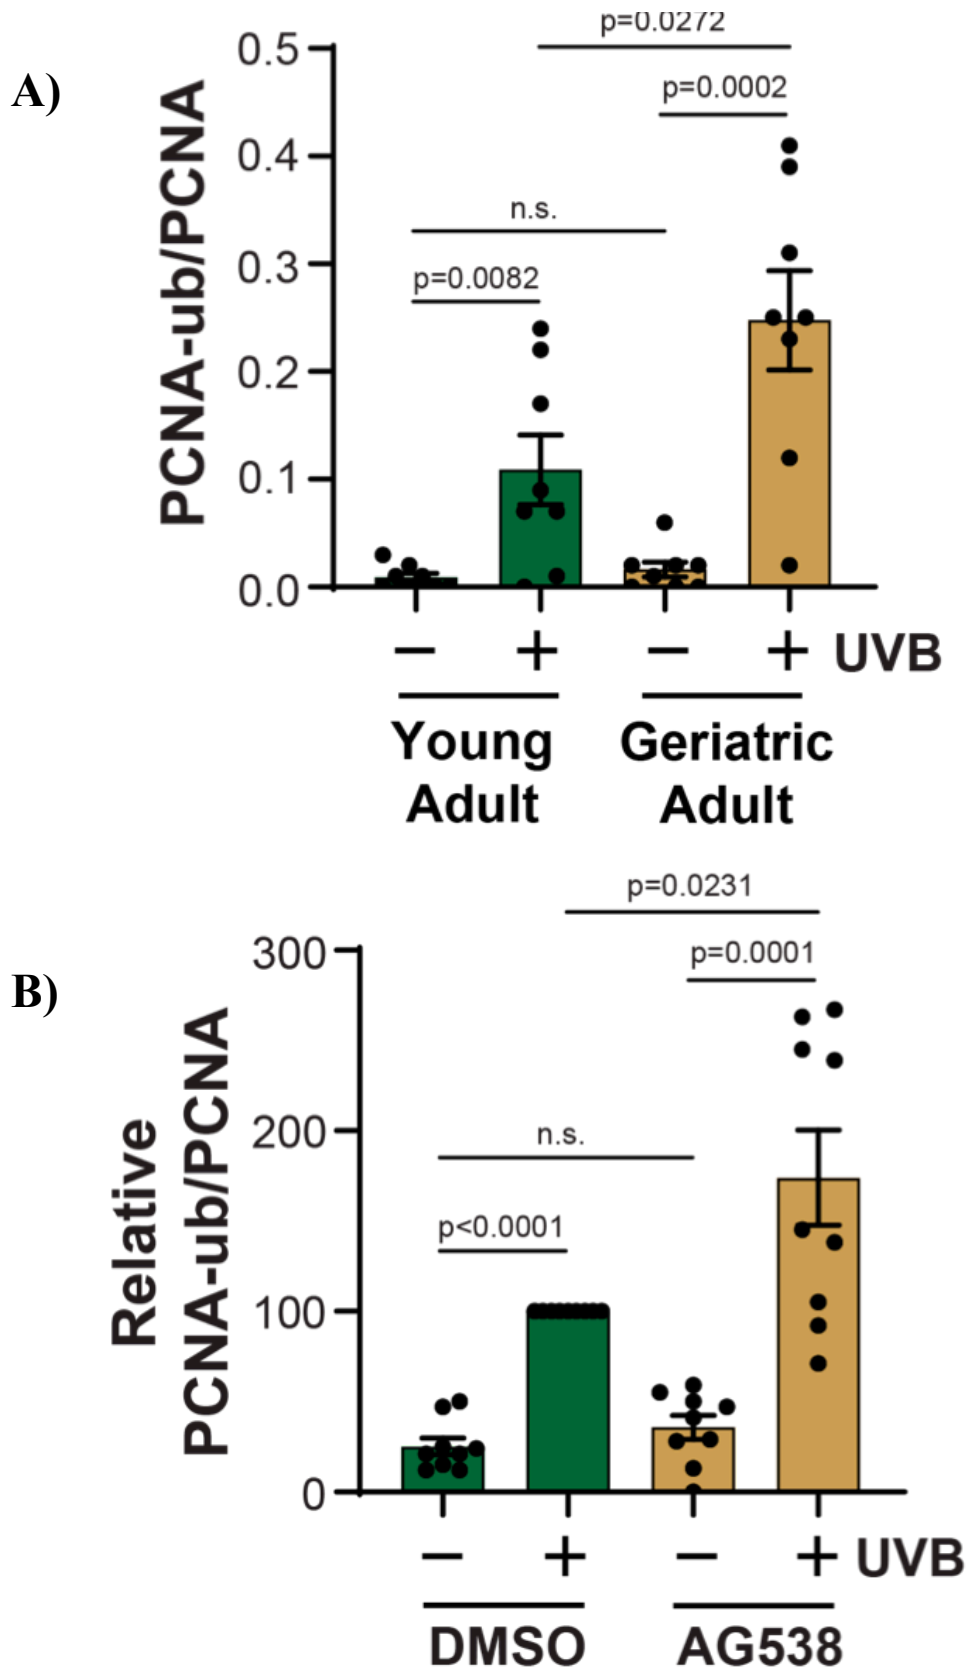 p=0.0272
A)
0.5
p=0.0002
0.4
PCNA-ub/PCNA
n.s.
0.3
p=0.0082
0.2
0.1
0.0
− + − + UVB
Young Adult
Geriatric Adult
p=0.0231
B)
300
p=0.0001
Relative
PCNA-ub/PCNA
200
n.s.
p<0.0001
100
0
− + − + UVB
DMSO AG538